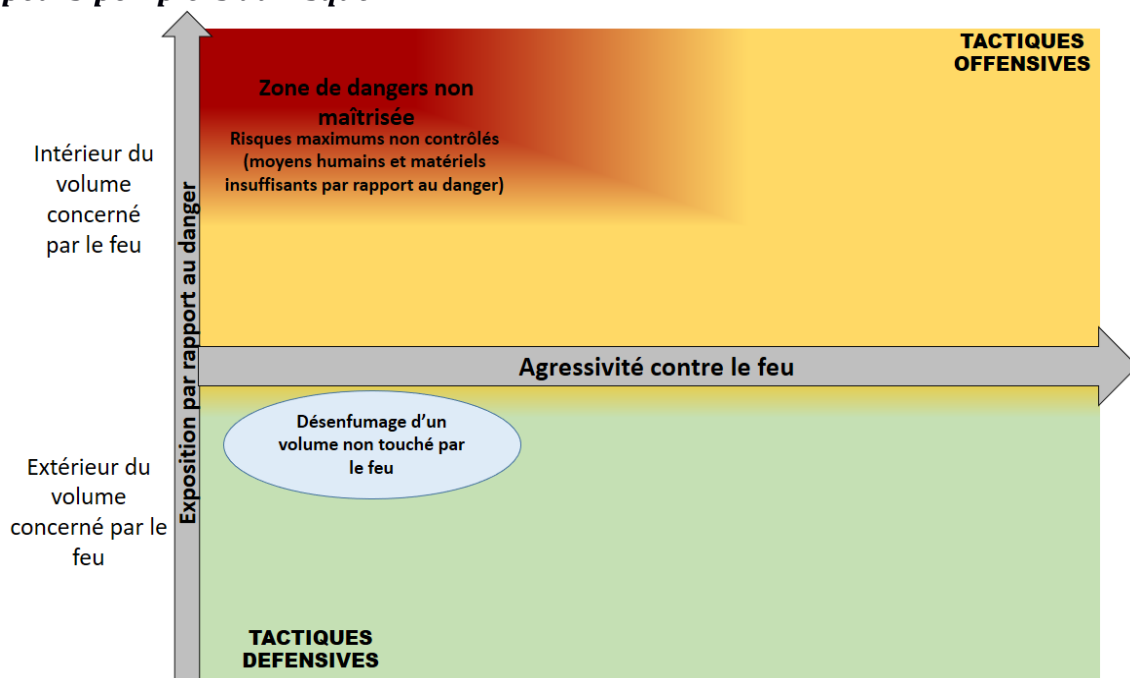 TACTIQUES
OFFENSIVES
Zone de dangers non
maîtrisée
Risques maximums non contrôlés
(moyens humains et matériels
insuffisants par rapport au danger)
Intérieur du
volume
concerné
par le feu
Exposition par rapport au danger
Agressivité contre le feu
Désenfumage d’un
volume non touché par
le feu
Extérieur du
volume
concerné par le
feu
TACTIQUES
DEFENSIVES